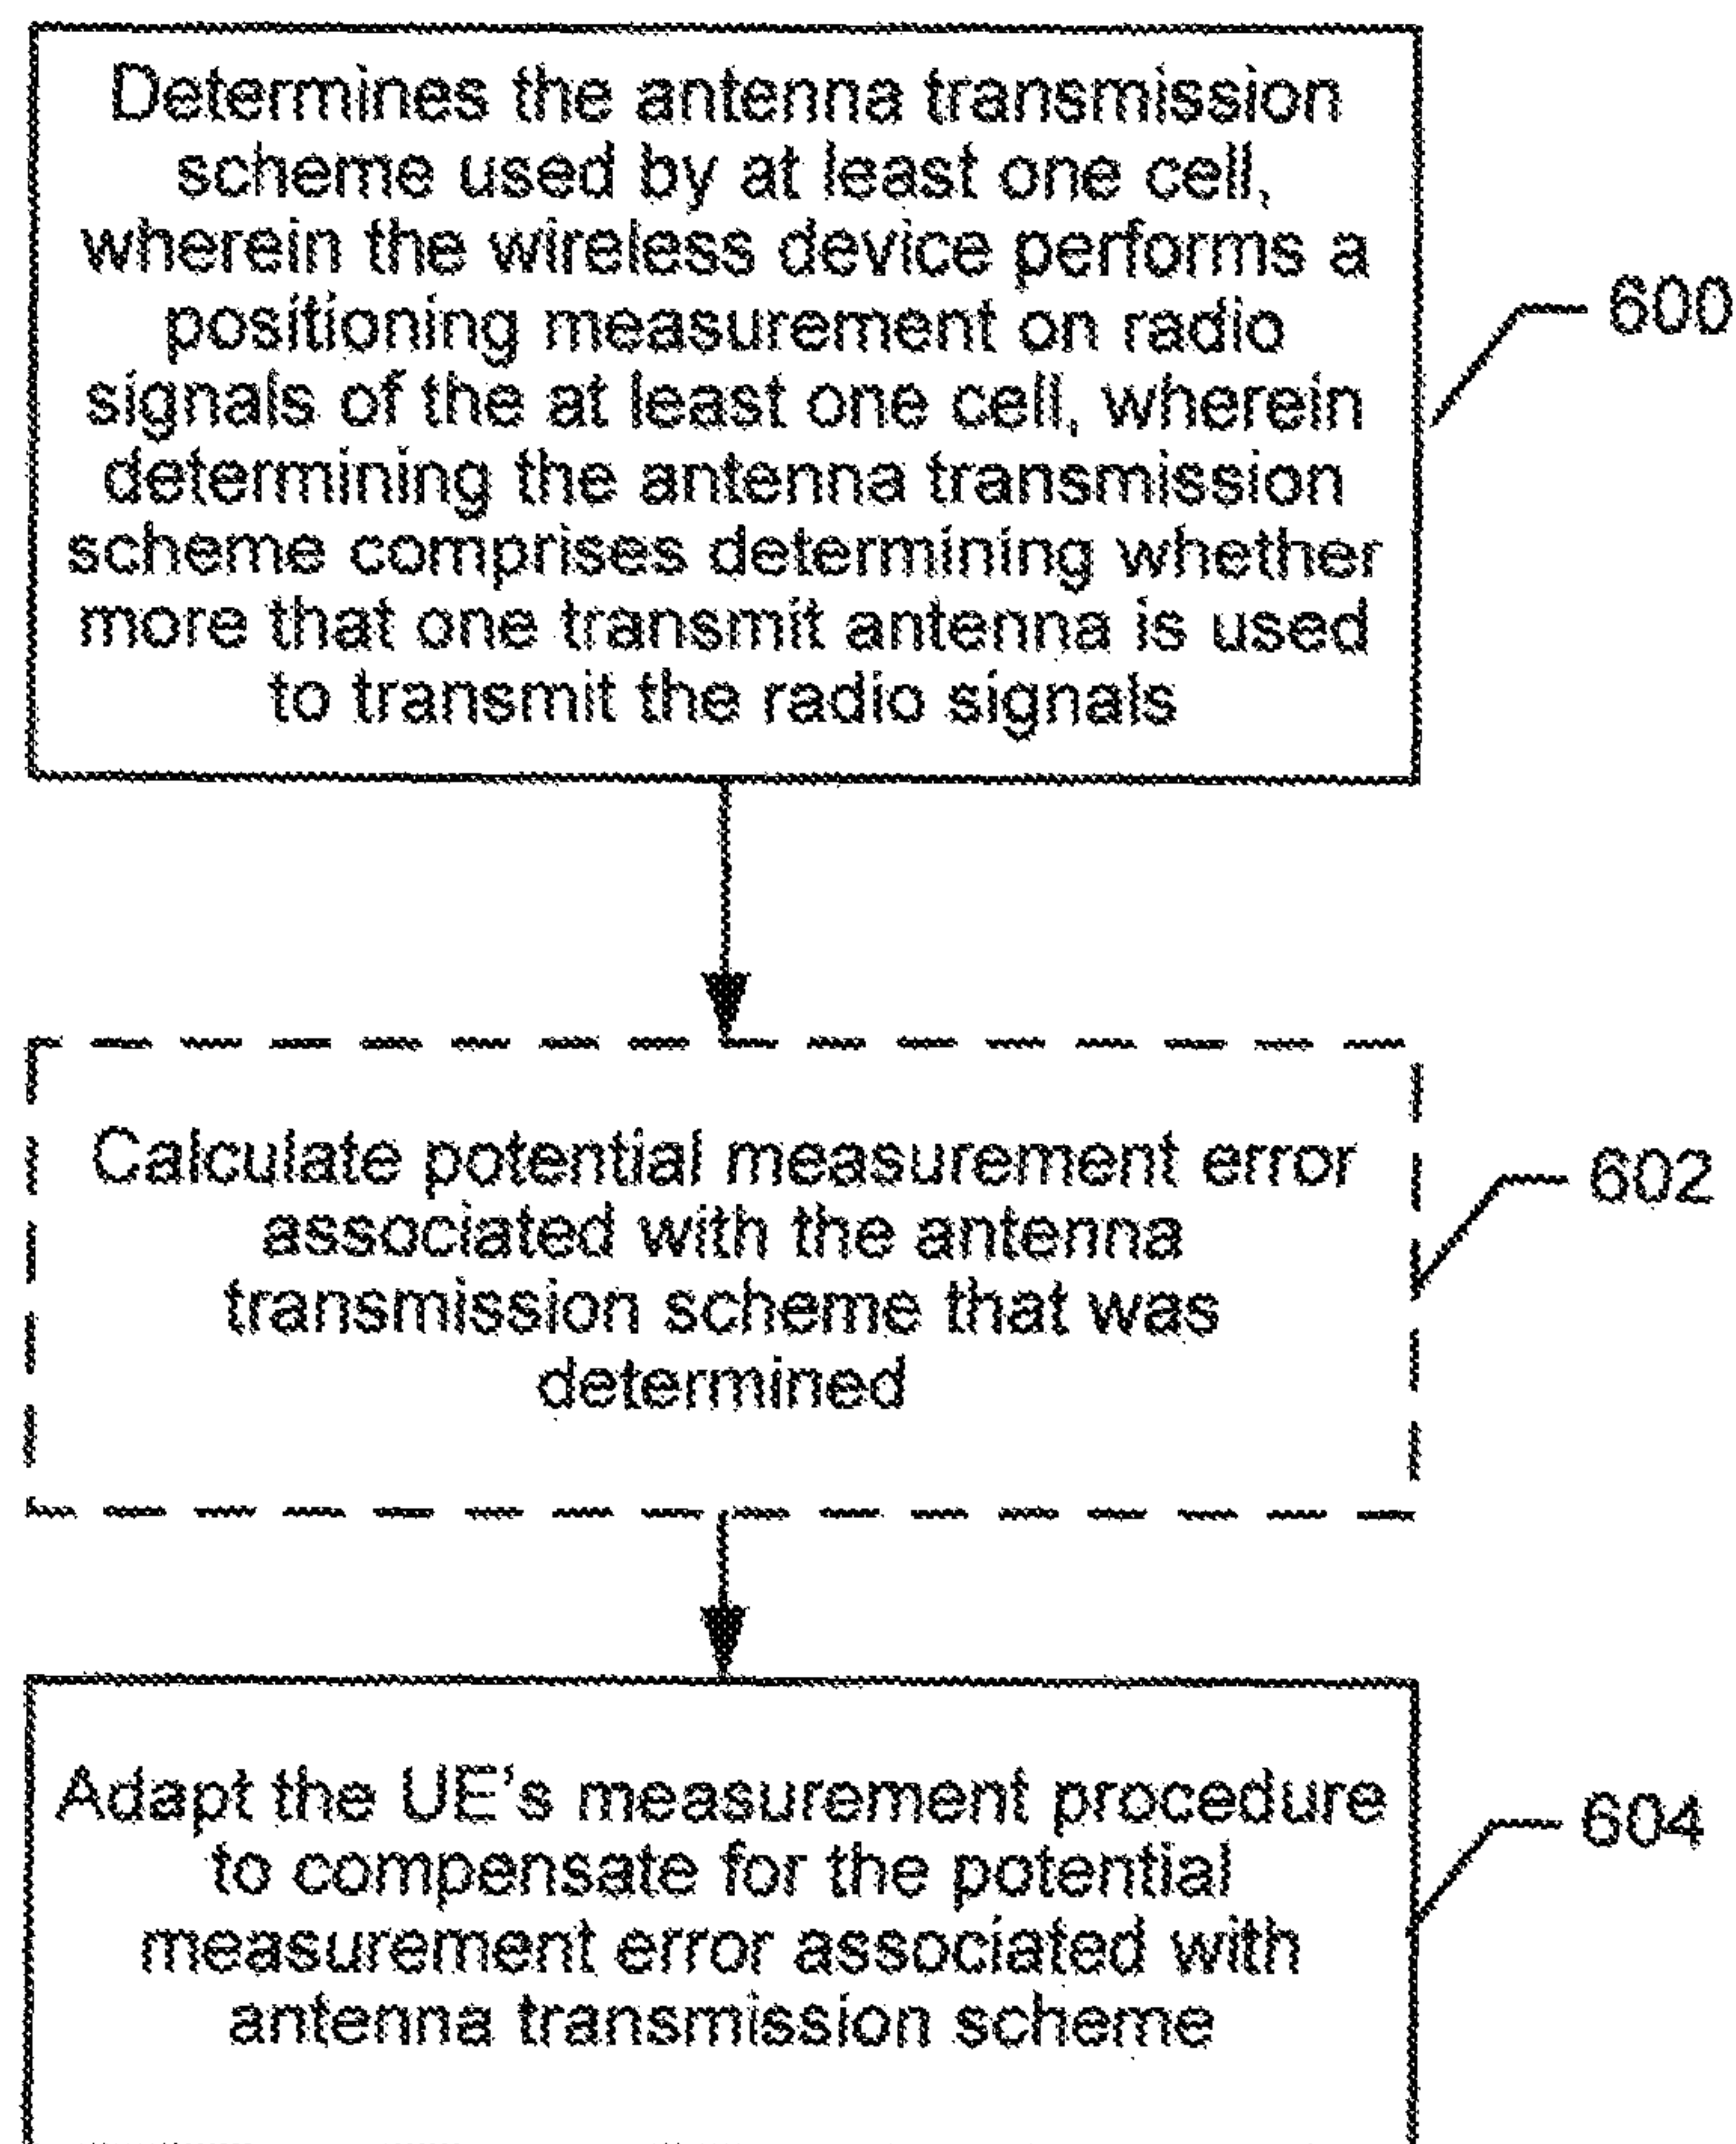 Determines the antenna transmission
scheme used by at least one cell,
wherein the wireless device performs a
positioning measurement on radio
signals of the at least one cell, wherein
determining the antenna transmission
scheme comprises determining whether
more that one transmit antenna is used
to transmit the radio signals
600
Calculate potential measurement error
associated with the antenna
transmission scheme that was
determined
602
Adapt the UE's measurement procedure
to compensate for the potential
measurement error associated with
antenna transmission scheme
604